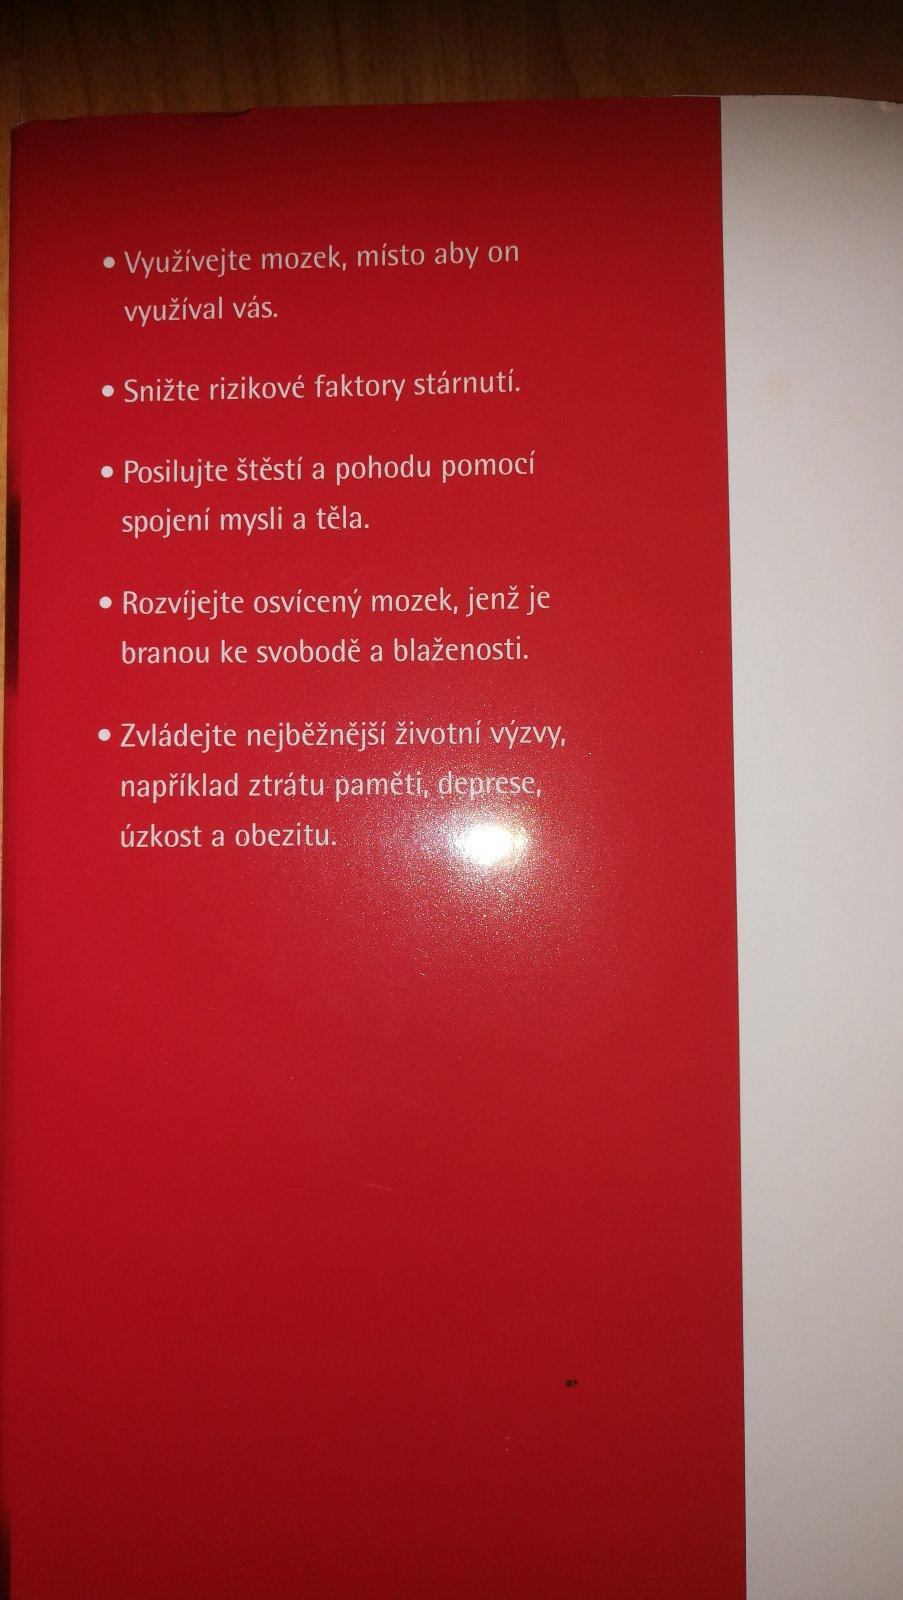 • Využívejte mozek, místo aby on
využíval vás.
• Snižte rizikové faktory stárnutí.
• Posilujte štěstí a pohodu pomocí
spojení mysli a těla.
• Rozvíjejte osvícený mozek, jenž je
branou ke svobodě a blaženosti.
• Zvládejte nejběžnější životní výzvy,
například ztrátu paměti, deprese,
úzkost a obezitu.